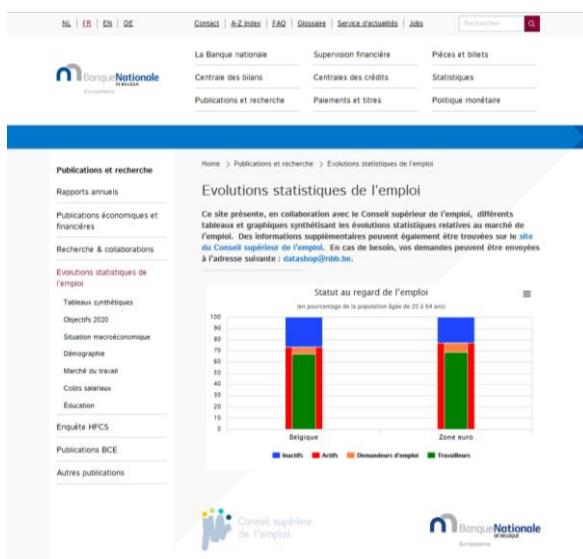 NL | FR | EN | DE
Contact | A-Z index | FAQ | Glossaire | Service d'actualités | Jobs
Rechercher
La Banque nationale
Supervision financière
Pièces et billets
BanqueNationale
DE BELGIQUE
Eurosystème
Centrale des bilans
Centrales des crédits
Statistiques
Publications et recherche
Paiements et titres
Politique monétaire
Publications et recherche
Rapports annuels
Publications économiques et
financières
Recherche & collaborations
Evolutions statistiques de
l'emploi
Tableaux synthétiques
Objectifs 2020
Situation macroéconomique
Démographie
Marché du travail
Coûts salariaux
Éducation
Enquête HFCS
Publications BCE
Autres publications
Home > Publications et recherche > Evolutions statistiques de l'emploi
Evolutions statistiques de l'emploi
Ce site présente, en collaboration avec le Conseil supérieur de l'emploi, différents
tableaux et graphiques synthétisant les évolutions statistiques relatives au marché de
l'emploi. Des informations supplémentaires peuvent également être trouvées sur le site
du Conseil supérieur de l'emploi. En cas de besoin, vos demandes peuvent être envoyées
à l'adresse suivante : datashop@nbb.be.
Statut au regard de l'emploi
(en pourcentage de la population âgée de 20 à 64 ans)
100
90
80
70
60
50
40
30
20
10
0
Belgique
Zone euro
Inactifs
Actifs
Demandeurs d'emploi
Travailleurs
Conseil supérieur
de l'emploi
BanqueNationale
DE BELGIQUE
Eurosystème